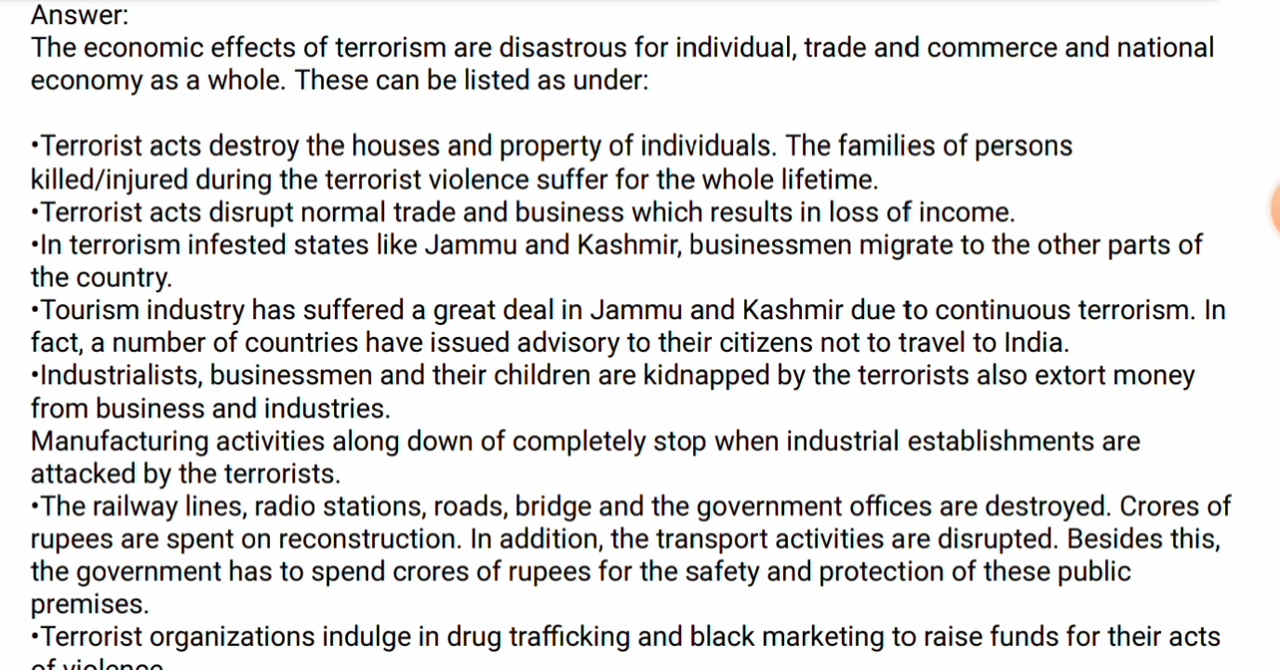 Answer:
The economic effects of terrorism are disastrous for individual, trade and commerce and national
economy as a whole. These can be listed as under:
•Terrorist acts destroy the houses and property of individuals. The families of persons
killed/injured during the terrorist violence suffer for the whole lifetime.
•Terrorist acts disrupt normal trade and business which results in loss of income.
•In terrorism infested states like Jammu and Kashmir, businessmen migrate to the other parts of
the country.
•Tourism industry has suffered a great deal in Jammu and Kashmir due to continuous terrorism. In
fact, a number of countries have issued advisory to their citizens not to travel to India.
•Industrialists, businessmen and their children are kidnapped by the terrorists also extort money
from business and industries.
Manufacturing activities along down of completely stop when industrial establishments are
attacked by the terrorists.
•The railway lines, radio stations, roads, bridge and the government offices are destroyed. Crores of
rupees are spent on reconstruction. In addition, the transport activities are disrupted. Besides this,
the government has to spend crores of rupees for the safety and protection of these public
premises.
•Terrorist organizations indulge in drug trafficking and black marketing to raise funds for their acts
of violence